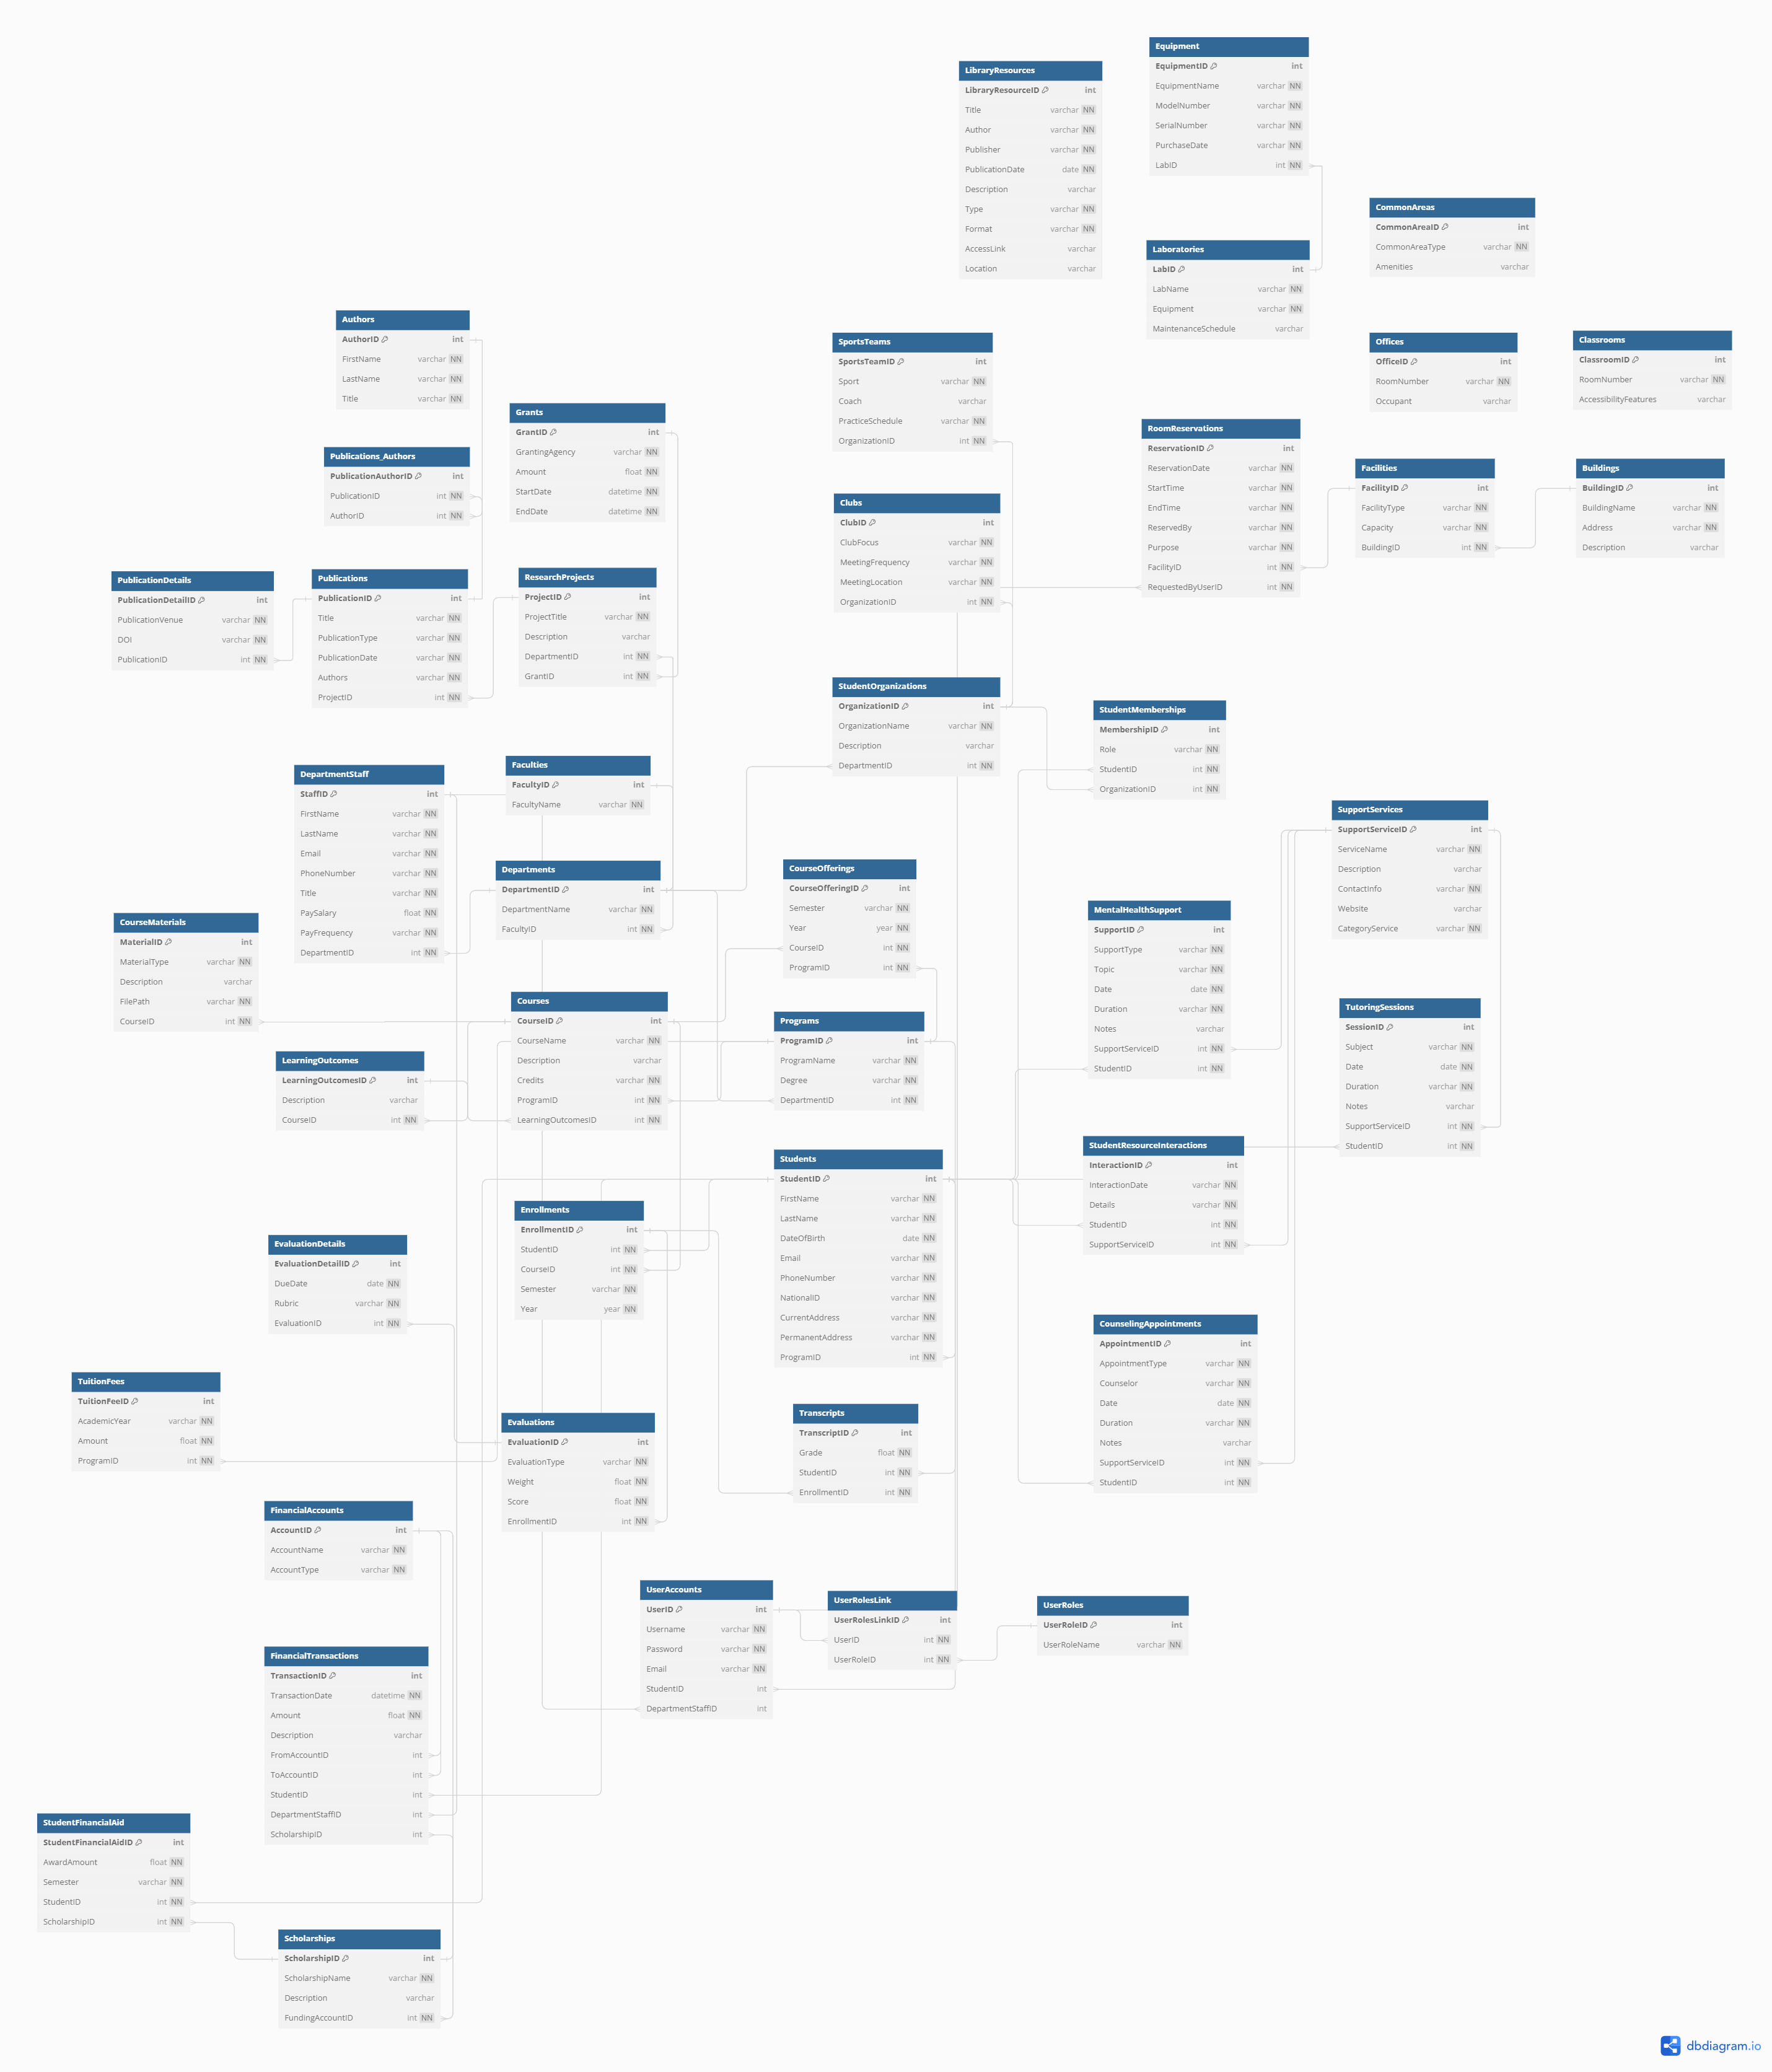 Equipment
EquipmentID int
EquipmentName varchar NN
ModelNumber varchar NN
SerialNumber varchar NN
PurchaseDate varchar NN
LabID int NN
LibraryResources
LibraryResourceID int
Title varchar NN
Author varchar NN
Publisher varchar NN
PublicationDate date NN
Description varchar
Type varchar NN
Format varchar NN
AccessLink varchar
Location varchar
CommonAreas
CommonAreaID int
CommonAreaType varchar NN
Amenities varchar
Laboratories
LabID int
LabName varchar NN
Equipment varchar NN
MaintenanceSchedule varchar
Authors
AuthorID int
FirstName varchar NN
LastName varchar NN
Title varchar NN
SportsTeams
SportsTeamID int
Sport varchar NN
Coach varchar
PracticeSchedule varchar NN
OrganizationID int NN
Offices
OfficeID int
RoomNumber varchar NN
Occupant varchar
Classrooms
ClassroomID int
RoomNumber varchar NN
AccessibilityFeatures varchar
Grants
GrantID int
GrantingAgency varchar NN
Amount float NN
StartDate datetime NN
EndDate datetime NN
RoomReservations
ReservationID int
ReservationDate varchar NN
StartTime varchar NN
EndTime varchar NN
ReservedBy varchar NN
Purpose varchar NN
FacilityID int NN
RequestedByUserID int NN
Publications_Authors
PublicationAuthorID int
PublicationID int NN
AuthorID int NN
Facilities
FacilityID int
FacilityType varchar NN
Capacity varchar NN
BuildingID int NN
Buildings
BuildingID int
BuildingName varchar NN
Address varchar NN
Description varchar
Clubs
ClubID int
ClubFocus varchar NN
MeetingFrequency varchar NN
MeetingLocation varchar NN
OrganizationID int NN
PublicationDetails
PublicationDetailID int
PublicationVenue varchar NN
DOI varchar NN
PublicationID int NN
Publications
PublicationID int
Title varchar NN
PublicationType varchar NN
PublicationDate varchar NN
Authors varchar NN
ProjectID int NN
ResearchProjects
ProjectID int
ProjectTitle varchar NN
Description varchar
DepartmentID int NN
GrantID int NN
StudentOrganizations
OrganizationID int
OrganizationName varchar NN
Description varchar
DepartmentID int NN
StudentMemberships
MembershipID int
Role varchar NN
StudentID int NN
OrganizationID int NN
DepartmentStaff
StaffID int
FirstName varchar NN
LastName varchar NN
Email varchar NN
PhoneNumber varchar NN
Title varchar NN
PaySalary float NN
PayFrequency varchar NN
DepartmentID int NN
Faculties
FacultyID int
FacultyName varchar NN
SupportServices
SupportServiceID int
ServiceName varchar NN
Description varchar
ContactInfo varchar NN
Website varchar
CategoryService varchar NN
Departments
DepartmentID int
DepartmentName varchar NN
FacultyID int NN
CourseOfferings
CourseOfferingID int
Semester varchar NN
Year year NN
CourseID int NN
ProgramID int NN
MentalHealthSupport
SupportID int
SupportType varchar NN
Topic varchar NN
Date date NN
Duration varchar NN
Notes varchar
SupportServiceID int NN
StudentID int NN
CourseMaterials
MaterialID int
MaterialType varchar NN
Description varchar
FilePath varchar NN
CourseID int NN
Courses
CourseID int
CourseName varchar NN
Description varchar
Credits varchar NN
ProgramID int NN
LearningOutcomesID int NN
TutoringSessions
SessionID int
Subject varchar NN
Date date NN
Duration varchar NN
Notes varchar
SupportServiceID int NN
StudentID int NN
Programs
ProgramID int
ProgramName varchar NN
Degree varchar NN
DepartmentID int NN
LearningOutcomes
LearningOutcomesID int
Description varchar
CourseID int NN
StudentResourceInteractions
InteractionID int
InteractionDate varchar NN
Details varchar NN
StudentID int NN
SupportServiceID int NN
Students
StudentID int
FirstName varchar NN
LastName varchar NN
DateOfBirth date NN
Email varchar NN
PhoneNumber varchar NN
NationalID varchar NN
CurrentAddress varchar NN
PermanentAddress varchar NN
ProgramID int NN
Enrollments
EnrollmentID int
StudentID int NN
CourseID int NN
Semester varchar NN
Year year NN
EvaluationDetails
EvaluationDetailID int
DueDate date NN
Rubric varchar NN
EvaluationID int NN
CounselingAppointments
AppointmentID int
AppointmentType varchar NN
Counselor varchar NN
Date date NN
Duration varchar NN
Notes varchar
SupportServiceID int NN
StudentID int NN
TuitionFees
TuitionFeeID int
AcademicYear varchar NN
Amount float NN
ProgramID int NN
Evaluations
EvaluationID int
EvaluationType varchar NN
Weight float NN
Score float NN
EnrollmentID int NN
Transcripts
TranscriptID int
Grade float NN
StudentID int NN
EnrollmentID int NN
FinancialAccounts
AccountID int
AccountName varchar NN
AccountType varchar NN
UserAccounts
UserID int
Username varchar NN
Password varchar NN
Email varchar NN
StudentID int
DepartmentStaffID int
UserRolesLink
UserRolesLinkID int
UserID int NN
UserRoleID int NN
UserRoles
UserRoleID int
UserRoleName varchar NN
FinancialTransactions
TransactionID int
TransactionDate datetime NN
Amount float NN
Description varchar
FromAccountID int
ToAccountID int
StudentID int
DepartmentStaffID int
ScholarshipID int
StudentFinancialAid
StudentFinancialAidID int
AwardAmount float NN
Semester varchar NN
StudentID int NN
ScholarshipID int NN
Scholarships
ScholarshipID int
ScholarshipName varchar NN
Description varchar
FundingAccountID int NN
dbdiagram.io